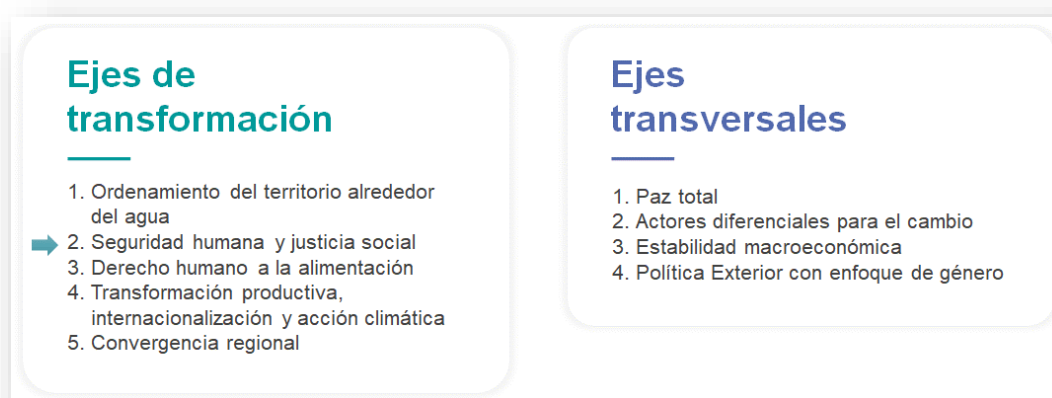 Ejes de
transformación
1. Ordenamiento del territorio alrededor
del agua
2. Seguridad humana y justicia social
3. Derecho humano a la alimentación
4. Transformación productiva,
internacionalización y acción climática
5. Convergencia regional
Ejes
transversales
1. Paz total
2. Actores diferenciales para el cambio
3. Estabilidad macroeconómica
4. Política Exterior con enfoque de género